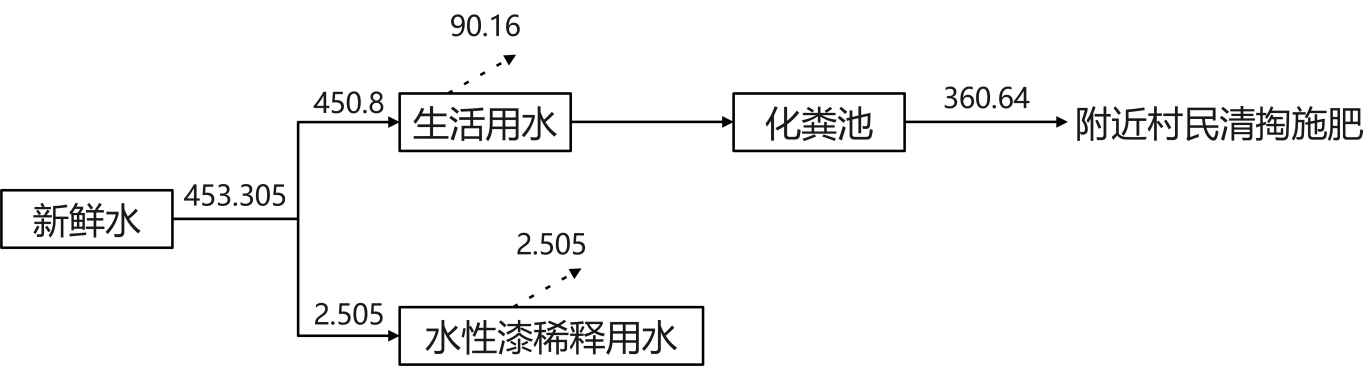 90.16
450.8
生活用水
化粪池
360.64
附近村民清掏施肥
新鲜水
453.305
2.505
2.505
水性漆稀释用水